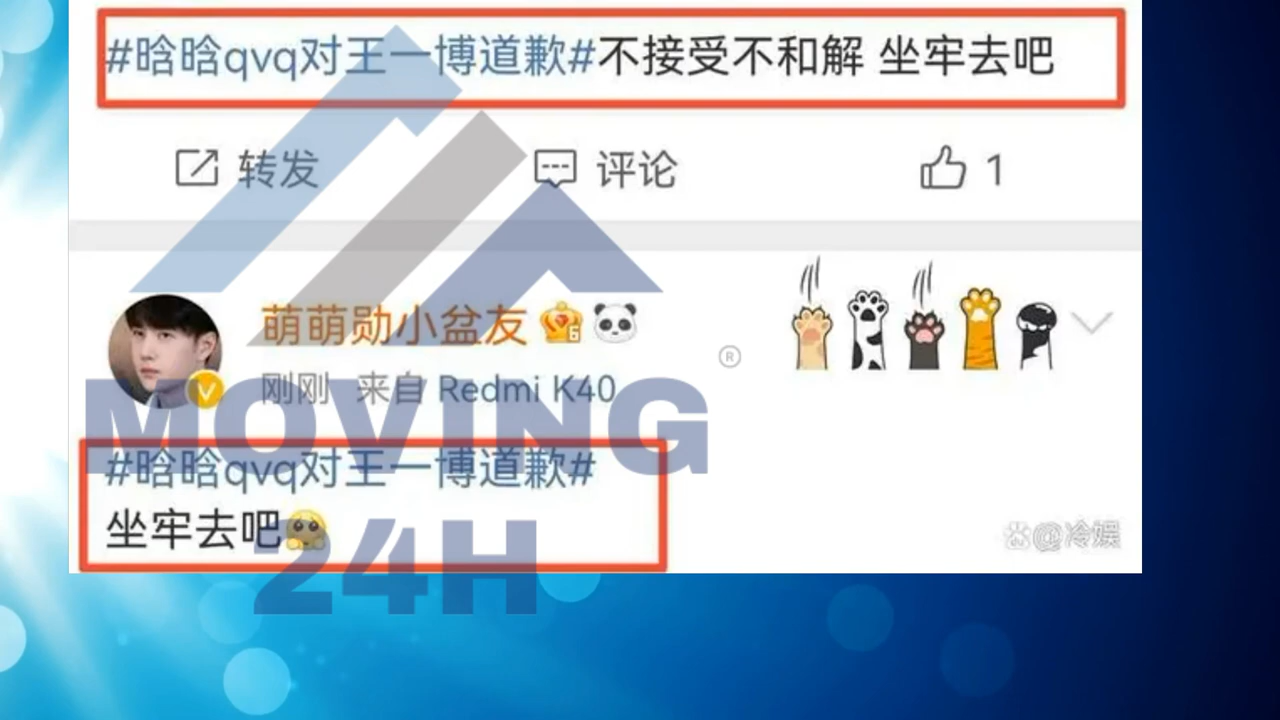 #晗晗qvq对王一博道歉#不接受不和解 坐牢去吧
转发
评论
1
萌萌勋小盆友
6
刚刚 来自 Redmi K40
®
MOVING
#晗晗qvq对王一博道歉#
坐牢去吧
24H
@冷娱